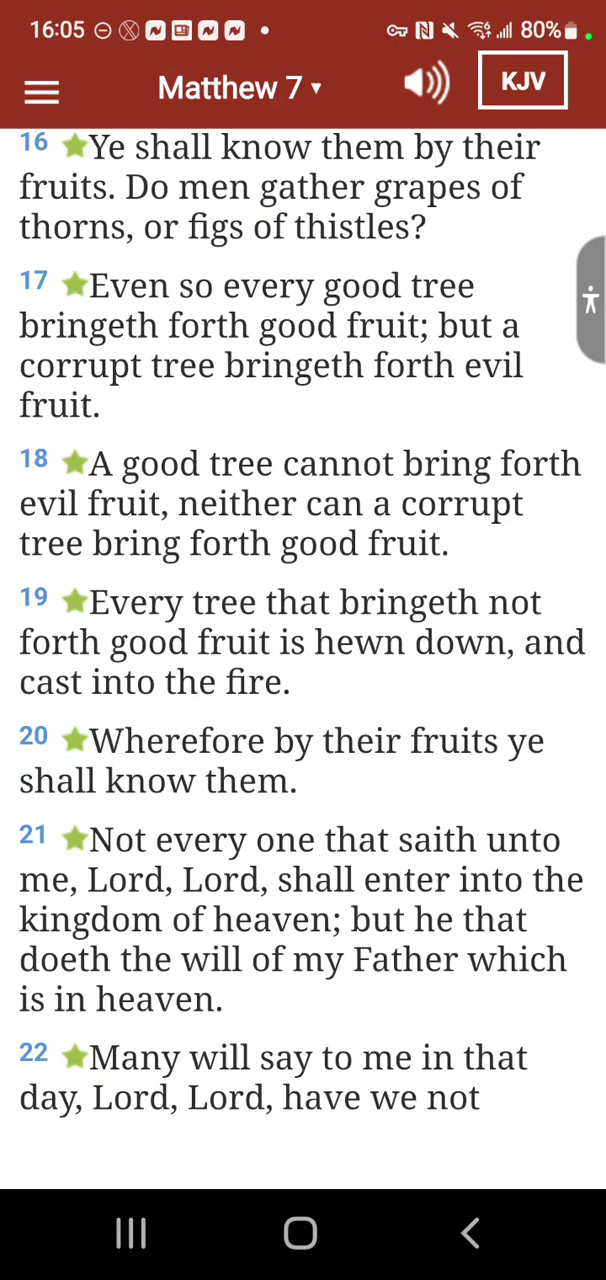 16:05 80%
Matthew 7 KJV
16 Ye shall know them by their
fruits. Do men gather grapes of
thorns, or figs of thistles?
17 Even so every good tree
bringeth forth good fruit; but a
corrupt tree bringeth forth evil
fruit.
18 A good tree cannot bring forth
evil fruit, neither can a corrupt
tree bring forth good fruit.
19 Every tree that bringeth not
forth good fruit is hewn down, and
cast into the fire.
20 Wherefore by their fruits ye
shall know them.
21 Not every one that saith unto
me, Lord, Lord, shall enter into the
kingdom of heaven; but he that
doeth the will of my Father which
is in heaven.
22 Many will say to me in that
day, Lord, Lord, have we not